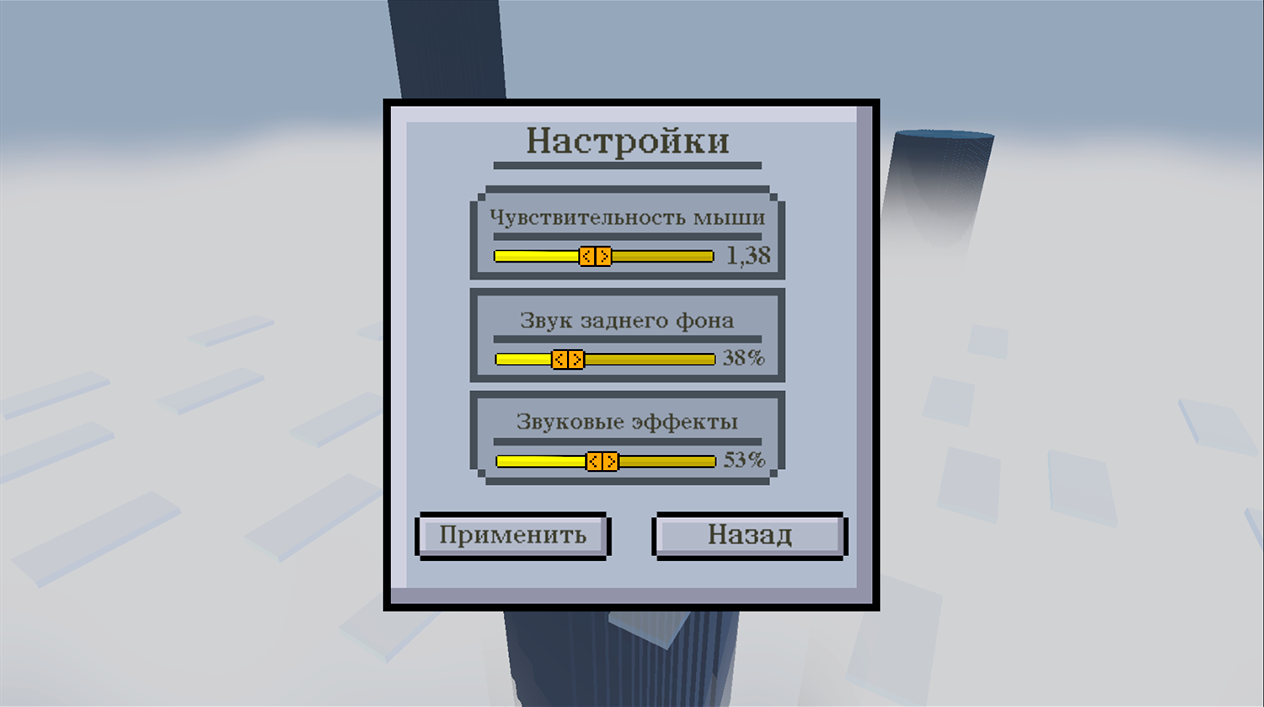 Настройки
Чувствительность мыши
1,38
Звук заднего фона
38%
Звуковые эффекты
53%
Применить
Назад